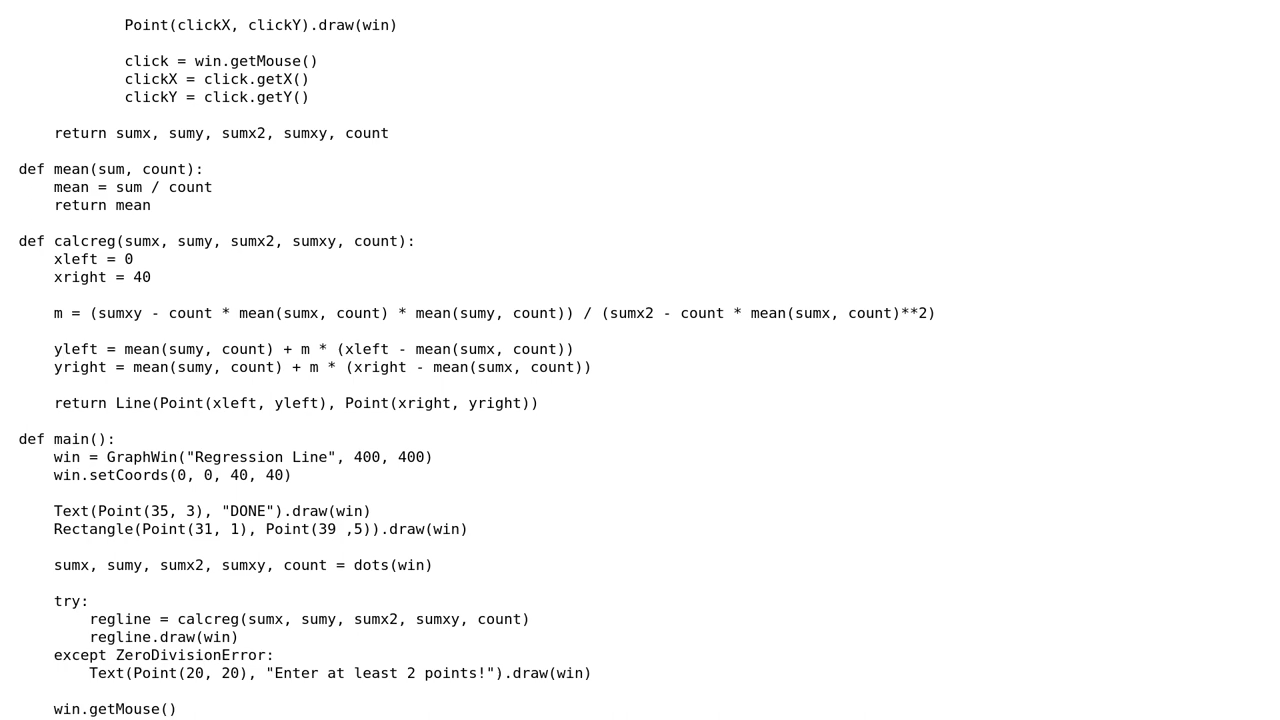 Point(clickX, clickY).draw(win)

            click = win.getMouse()
            clickX = click.getX()
            clickY = click.getY()

    return sumx, sumy, sumx2, sumxy, count

def mean(sum, count):
    mean = sum / count
    return mean

def calcreg(sumx, sumy, sumx2, sumxy, count):
    xleft = 0
    xright = 40

    m = (sumxy - count * mean(sumx, count) * mean(sumy, count)) / (sumx2 - count * mean(sumx, count)**2)

    yleft = mean(sumy, count) + m * (xleft - mean(sumx, count))
    yright = mean(sumy, count) + m * (xright - mean(sumx, count))

    return Line(Point(xleft, yleft), Point(xright, yright))

def main():
    win = GraphWin("Regression Line", 400, 400)
    win.setCoords(0, 0, 40, 40)

    Text(Point(35, 3), "DONE").draw(win)
    Rectangle(Point(31, 1), Point(39 ,5)).draw(win)

    sumx, sumy, sumx2, sumxy, count = dots(win)

    try:
        regline = calcreg(sumx, sumy, sumx2, sumxy, count)
        regline.draw(win)
    except ZeroDivisionError:
        Text(Point(20, 20), "Enter at least 2 points!").draw(win)

    win.getMouse()